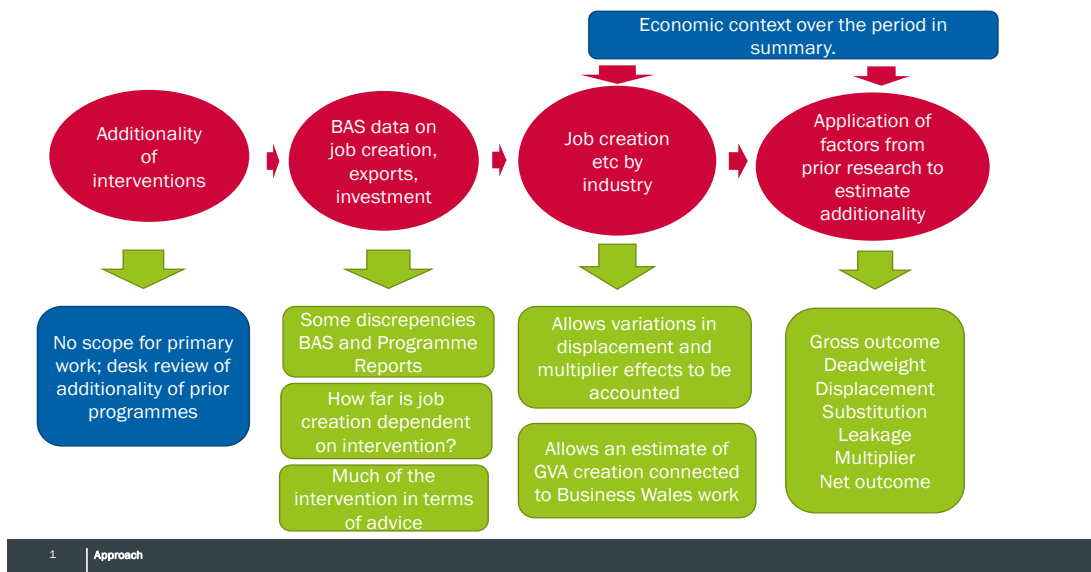 Economic context over the period in
summary.
Additionality
of
interventions
BAS data on
job creation,
exports,
investment
Job creation
etc by
industry
Application of
factors from
prior research to
estimate
additionality
No scope for primary
work; desk review of
additionality of prior
programmes
Some discrepencies
BAS and Programme
Reports
How far is job
creation dependent
on intervention?
Much of the
intervention in terms
of advice
Allows variations in
displacement and
multiplier effects to be
accounted
Allows an estimate of
GVA creation connected
to Business Wales work
Gross outcome
Deadweight
Displacement
Substitution
Leakage
Multiplier
Net outcome
1
Approach